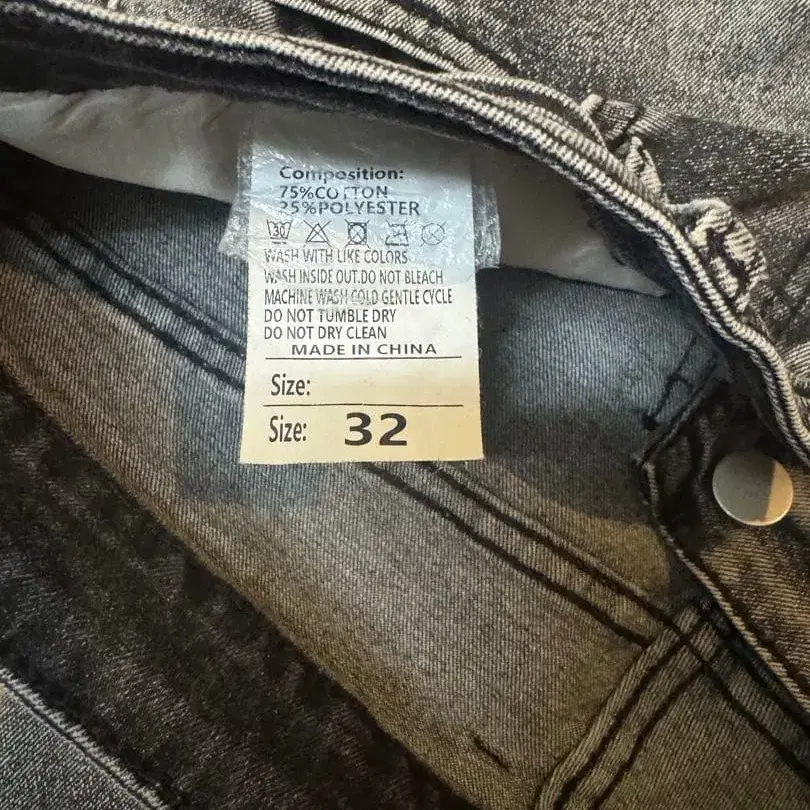 Composition:
75%COTTON
25%POLYESTER
30
WASH WITH LIKE COLORS
WASH INSIDE OUT.DO NOT BLEACH
MACHINE WASH COLD GENTLE CYCLE
DO NOT TUMBLE DRY
DO NOT DRY CLEAN
MADE IN CHINA
Size:
Size: 32